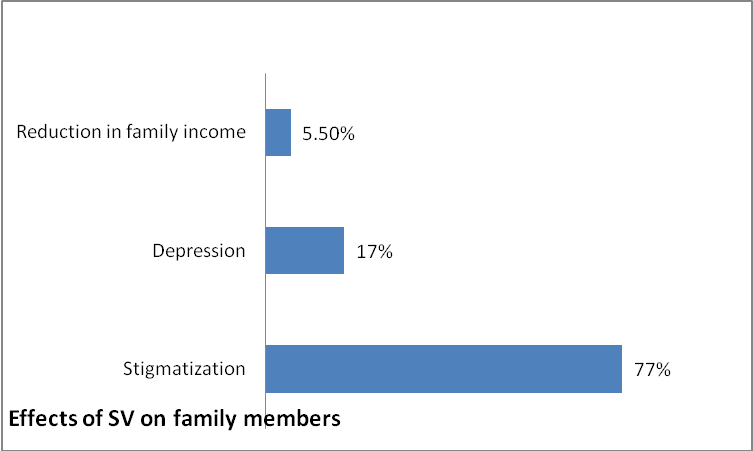 Reduction in family income 5.50%
Depression 17%
Stigmatization 77%
Effects of SV on family members